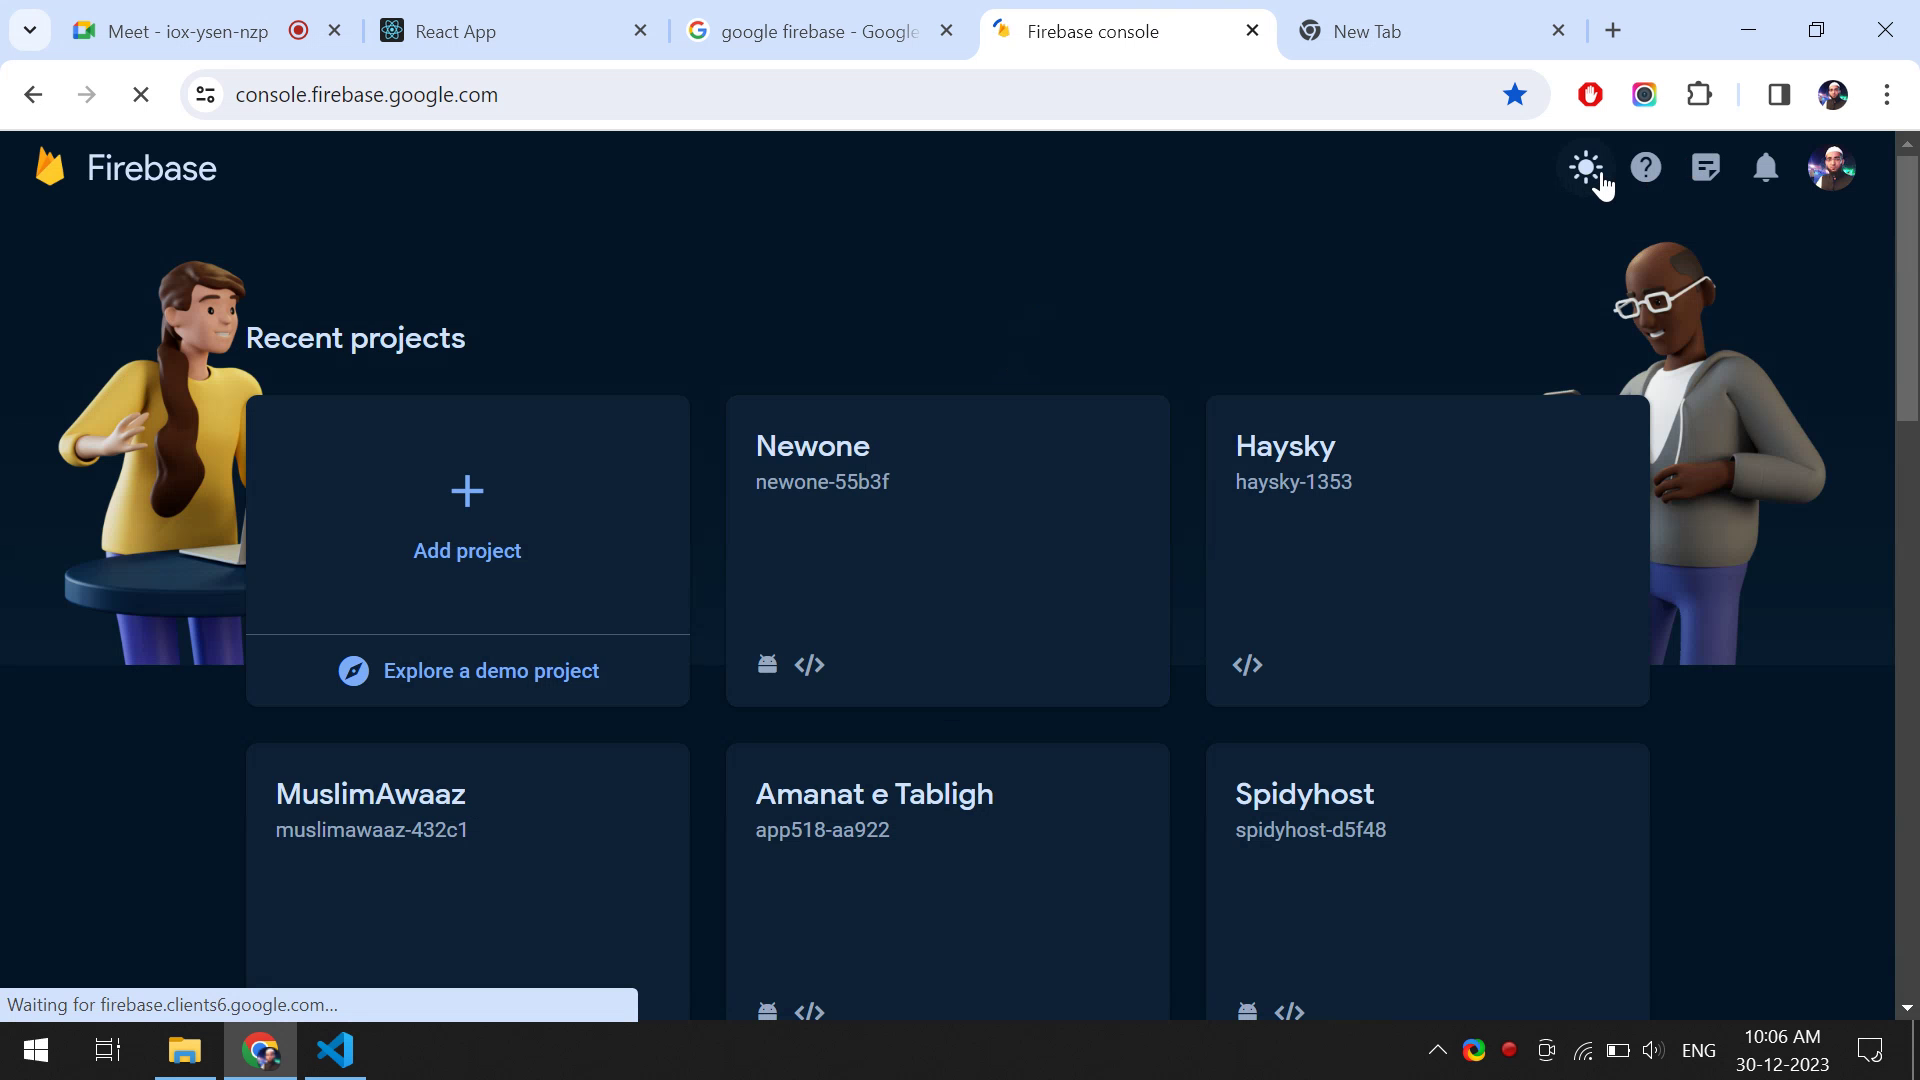 Meet - iox-ysen-nzp
React App
google firebase - Google
Firebase console
New Tab
console.firebase.google.com
Firebase
Recent projects
Add project
Explore a demo project
Newone
newone-55b3f
Haysky
haysky-1353
MuslimAwaaz
muslimawaaz-432c1
Amanat e Tabligh
app518-aa922
Spidyhost
spidyhost-d5f48
Waiting for firebase.clients6.google.com...
ENG
10:06 AM
30-12-2023